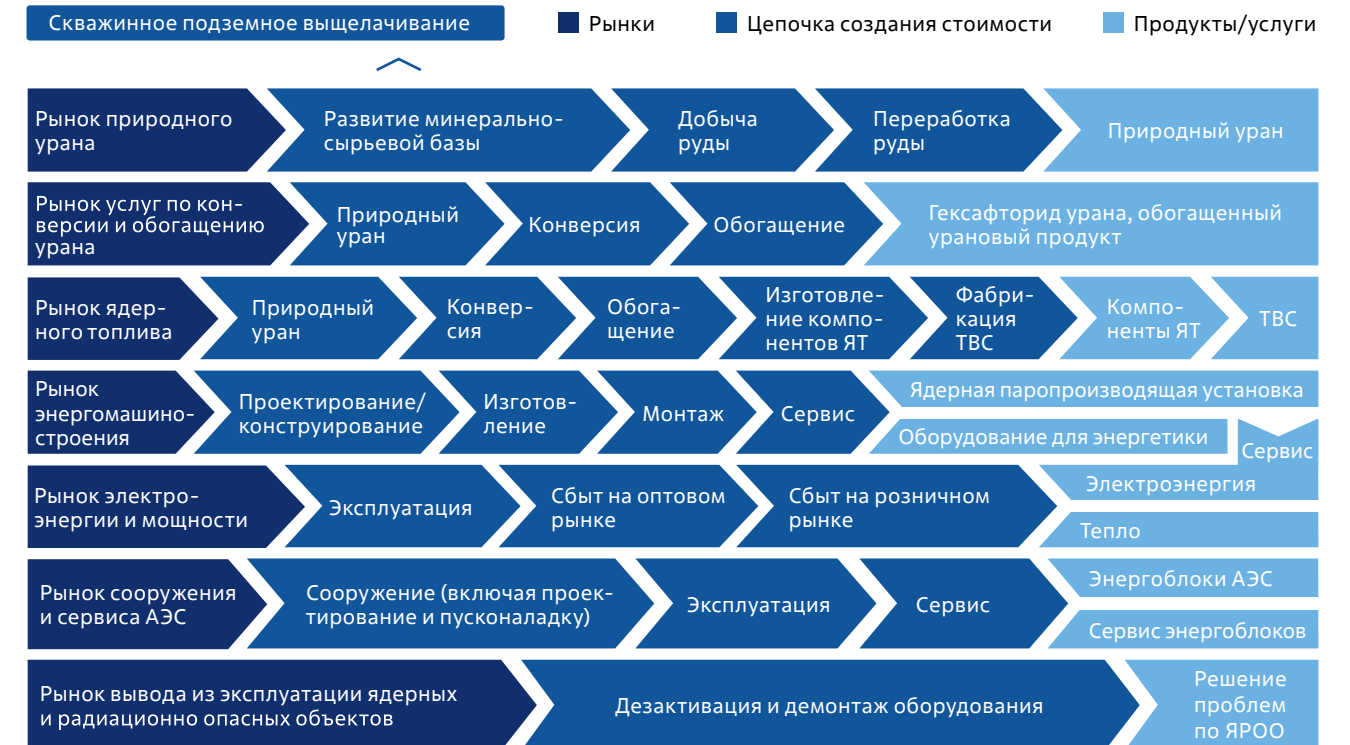 Скважинное подземное выщелачивание
Рынки
Цепочка создания стоимости
Продукты/услуги
Рынок природного
урана
Развитие минерально-
сырьевой базы
Добыча
руды
Переработка
руды
Природный уран
Рынок услуг по кон-
версии и обогащению
урана
Природный
уран
Конверсия
Обогащение
Гексафторид урана, обогащенный
урановый продукт
Рынок ядер-
ного топлива
Природный
уран
Конвер-
сия
Обога-
щение
Изготовле-
ние компо-
нентов ЯТ
Фабри-
кация
ТВС
Компо-
ненты ЯТ
ТВС
Рынок
энергомашино-
строения
Проектирование/
конструирование
Изготов-
ление
Монтаж
Сервис
Ядерная паропроизводящая установка
Оборудование для энергетики
Сервис
Рынок электро-
энергии и мощности
Эксплуатация
Сбыт на оптовом
рынке
Сбыт на розничном
рынке
Электроэнергия
Тепло
Рынок сооружения
и сервиса АЭС
Сооружение (включая проек-
тирование и пусконаладку)
Эксплуатация
Сервис
Энергоблоки АЭС
Сервис энергоблоков
Рынок вывода из эксплуатации ядерных
и радиационно опасных объектов
Дезактивация и демонтаж оборудования
Решение
проблем
по ЯРОО